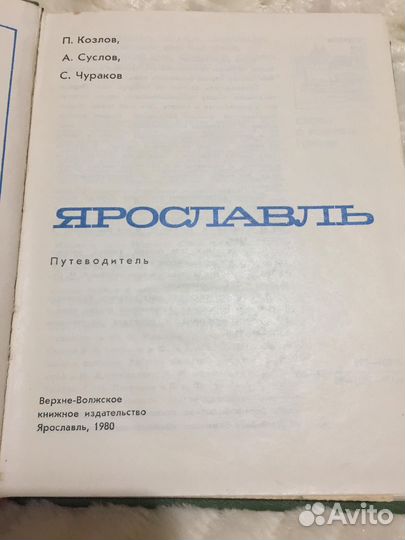 П. Козлов,
А. Суслов,
С. Чураков
ЯРОСЛАВЛЬ
Путеводитель
Верхне-Волжское
книжное издательство
Ярославль, 1980
Avito